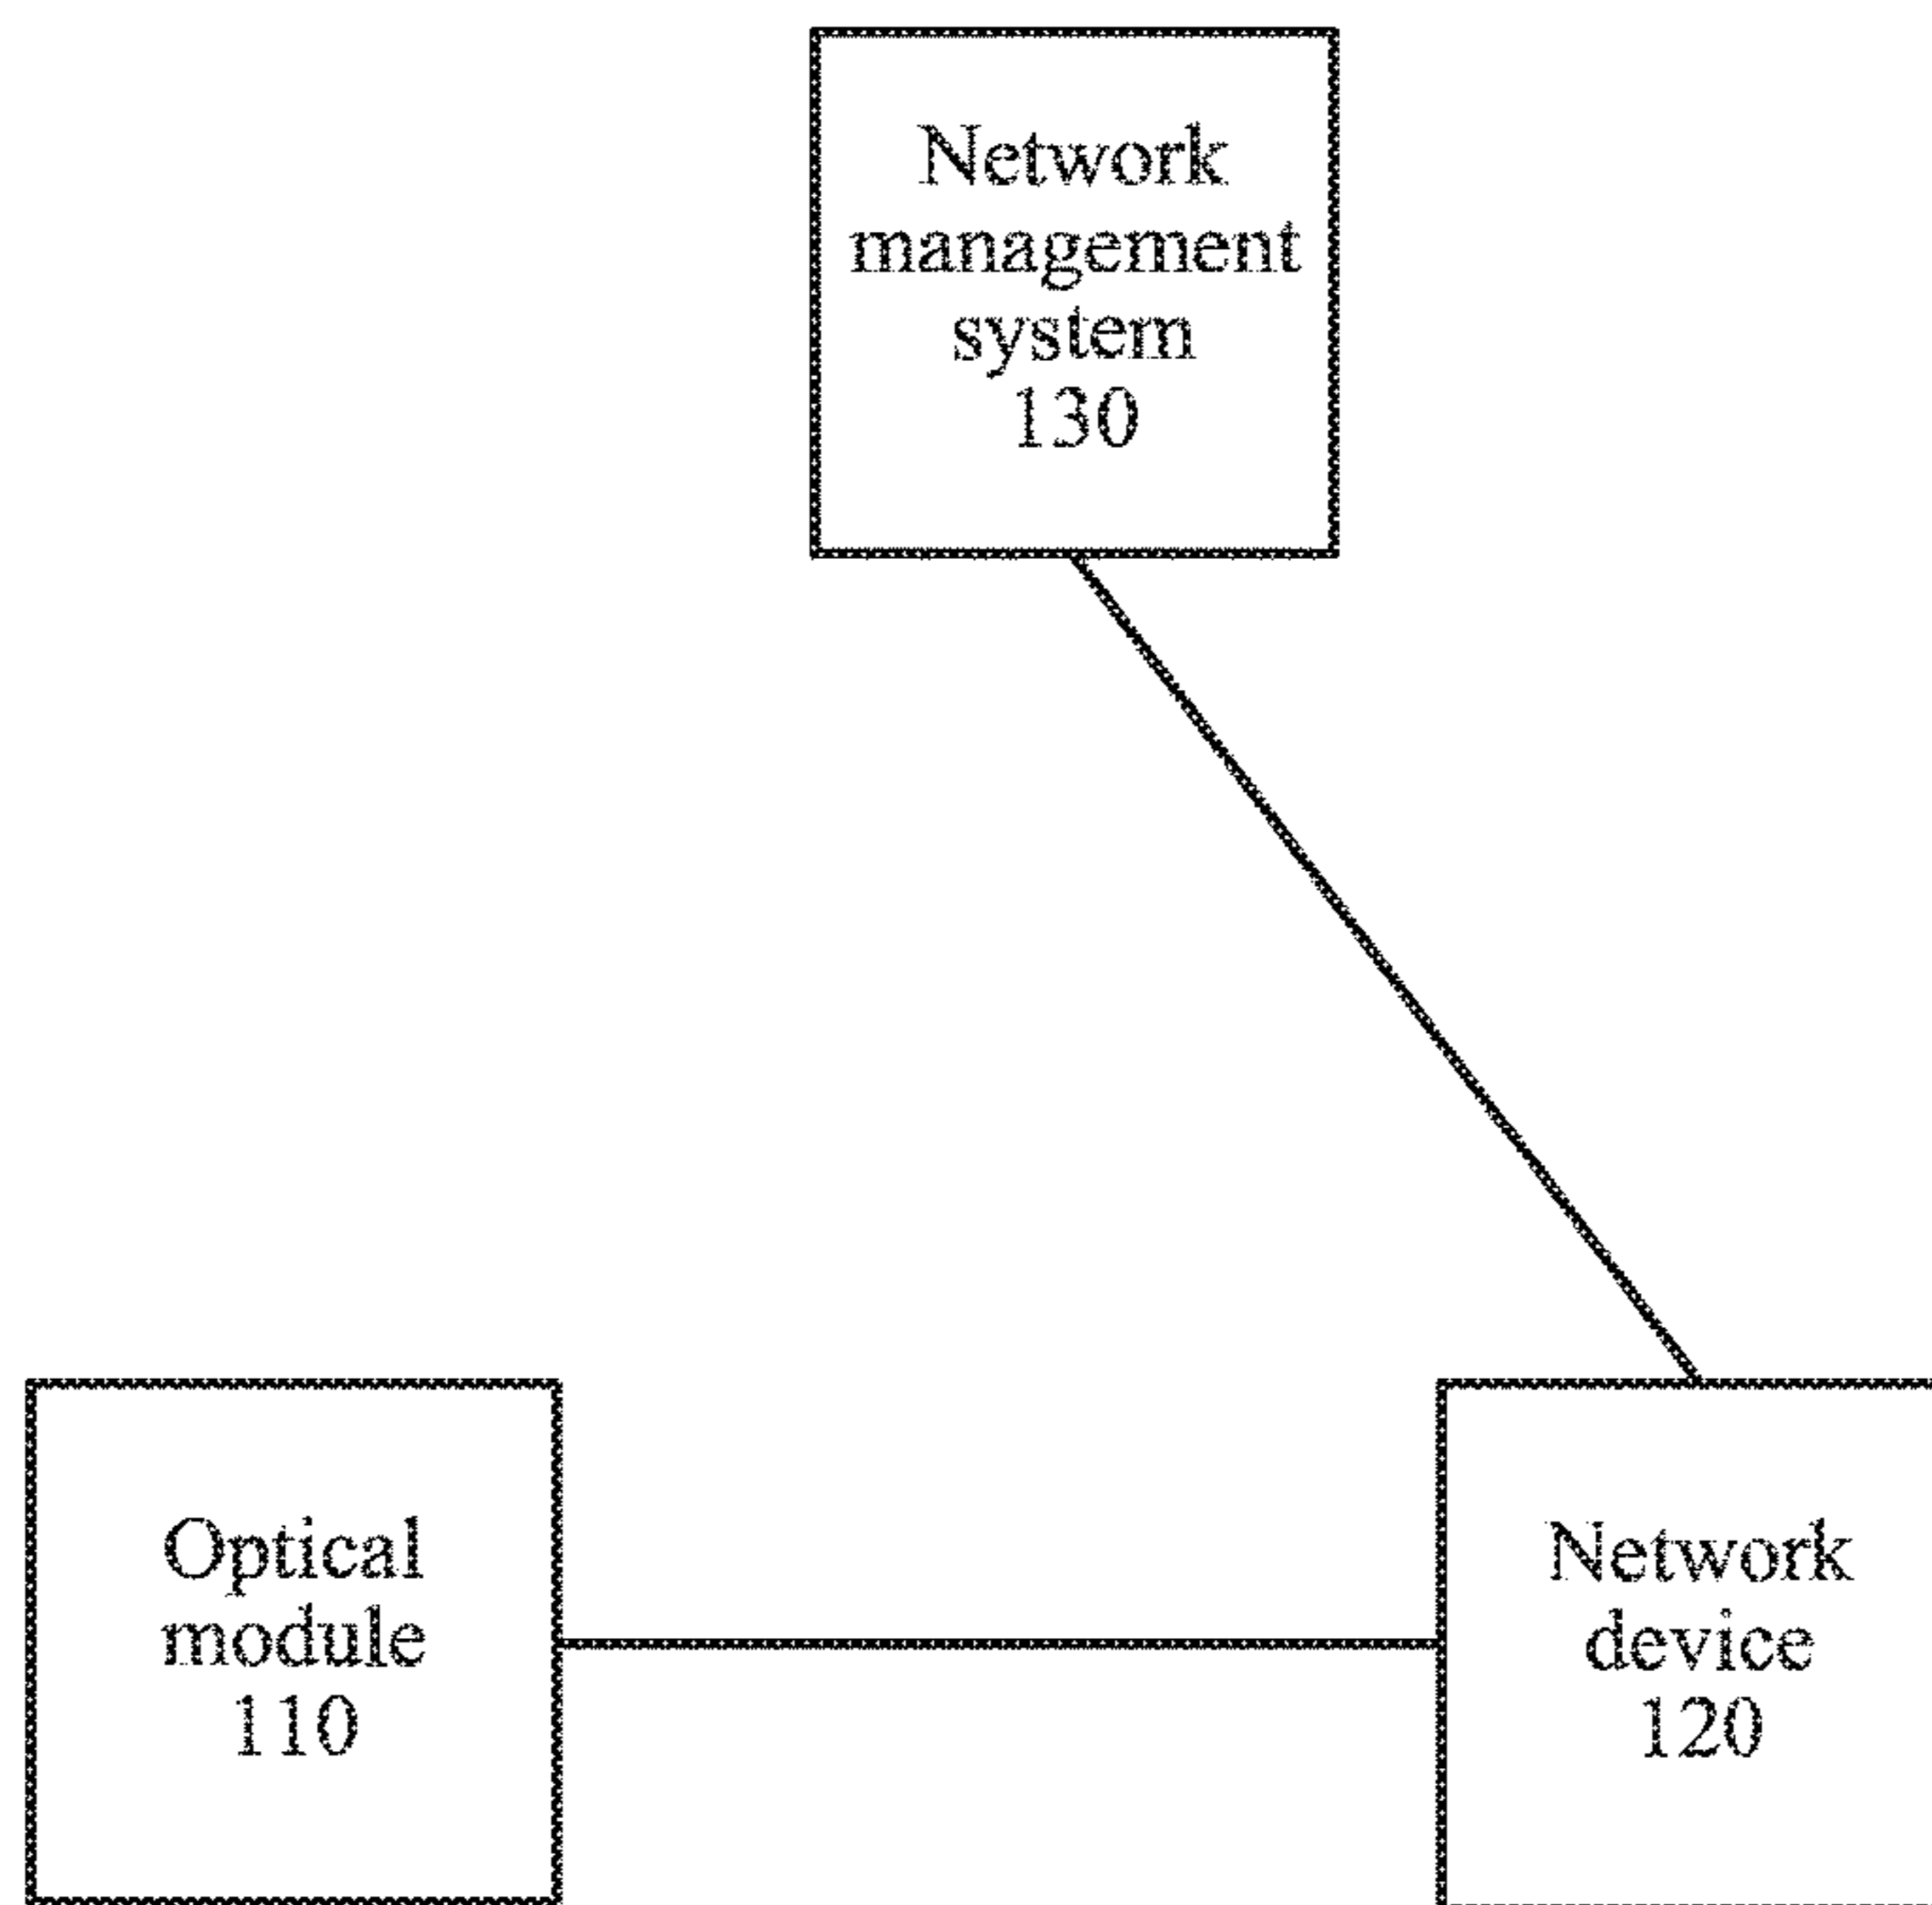 Network
management
system
130
Optical
module
110
Network
device
120